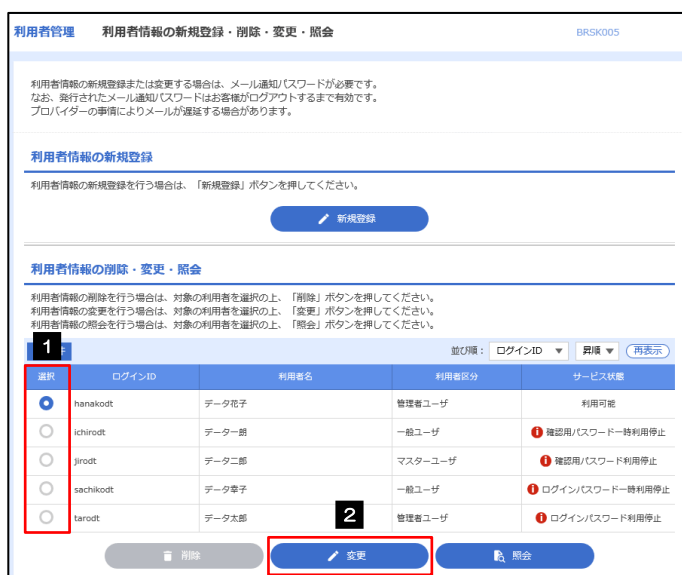 利用者管理 利用者情報の新規登録・削除・変更・照会 BRSK005
利用者情報の新規登録または変更する場合は、メール通知パスワードが必要です。
なお、発行されたメール通知パスワードはお客様がログアウトするまで有効です。
プロバイダーの事情によりメールが遅延する場合があります。
利用者情報の新規登録
利用者情報の新規登録を行う場合は、「新規登録」ボタンを押してください。
新規登録
利用者情報の削除・変更・照会
利用者情報の削除を行う場合は、対象の利用者を選択の上、「削除」ボタンを押してください。
利用者情報の変更を行う場合は、対象の利用者を選択の上、「変更」ボタンを押してください。
利用者情報の照会を行う場合は、対象の利用者を選択の上、「照会」ボタンを押してください。
1 件 並び順： ログインID ▼ 昇順 ▼ 再表示
選択 ログインID 利用者名 利用者区分 サービス状態
hanakodt データ花子 管理者ユーザ 利用可能
ichirodt データ一朗 一般ユーザ 確認用パスワード一時利用停止
jirodt データ二郎 マスターユーザ 確認用パスワード利用停止
sachikodt データ幸子 一般ユーザ ログインパスワード一時利用停止
tarodt データ太郎 管理者ユーザ ログインパスワード利用停止
2
削除 変更 照会